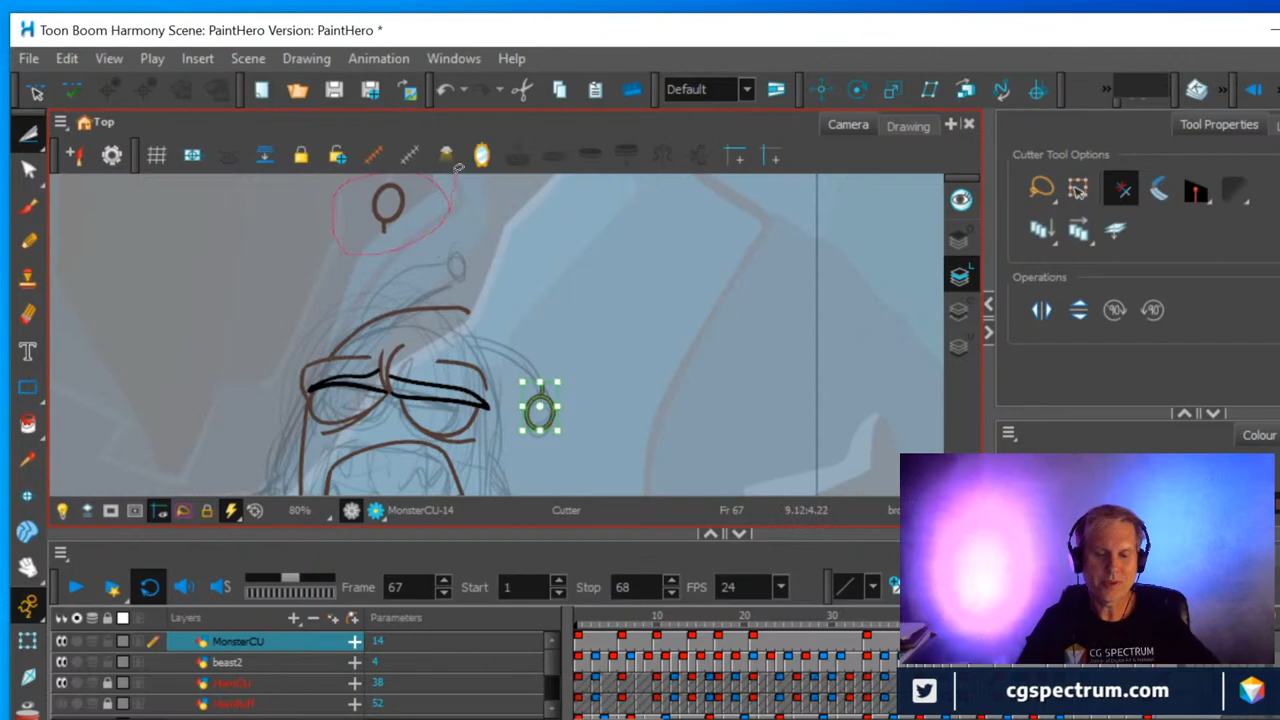 Toon Boom Harmony Scene: PaintHero Version: PaintHero *
File Edit View Play Insert Scene Drawing Animation Windows Help
Default
Top
Camera
Drawing
Tool Properties
Cutter Tool Options
Operations
90
90
Colour
80%
MonsterCU-14
Cutter
Fr 67
9.12:4.22
Frame 67 Start 1 Stop 68 FPS 24
Layers Parameters
10 20 30
MonsterCU 14
beast2 4
HeroCU 38
52
CG SPECTRUM
cgspectrum.com